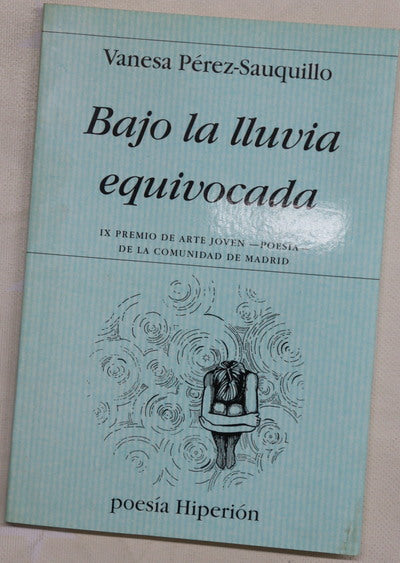 Vanesa Pérez-Sauquillo
Bajo la lluvia
equivocada
IX PREMIO DE ARTE JOVEN —POESÍA—
DE LA COMUNIDAD DE MADRID
poesía Hiperión